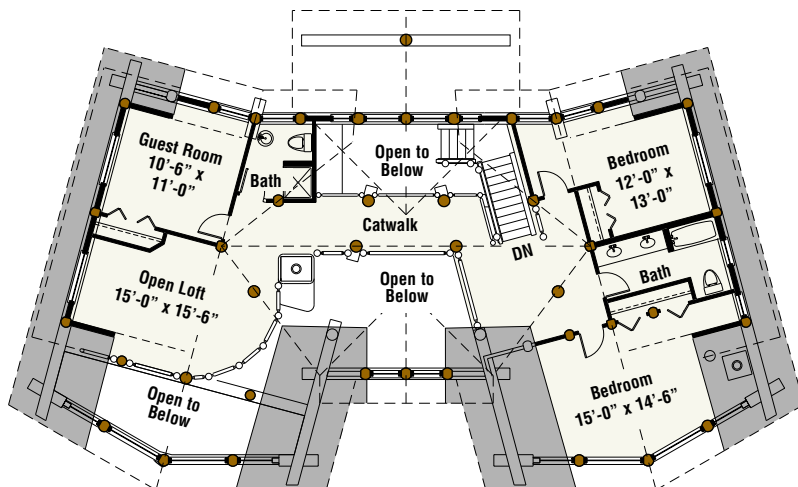 Guest Room
10'-6" x
11'-0"
Bath
Open to
Below
Bedroom
12'-0" x
13'-0"
Catwalk
DN
Open Loft
15'-0" x 15'-6"
Open to
Below
Bath
Open to
Below
Bedroom
15'-0" x 14'-6"